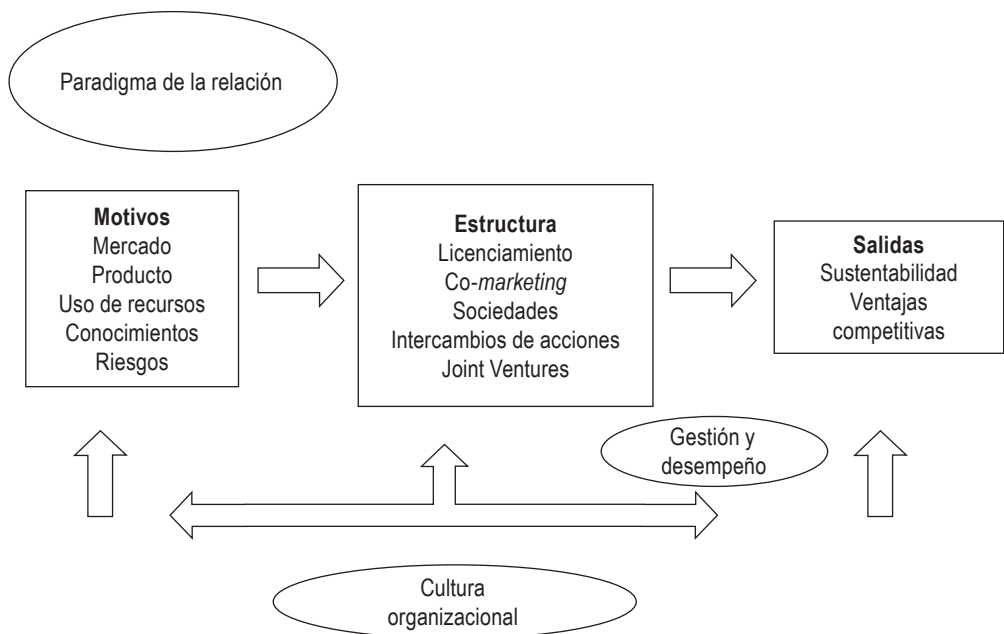 Paradigma de la relación
Motivos
Mercado
Producto
Uso de recursos
Conocimientos
Riesgos
Estructura
Licenciamiento
Co-marketing
Sociedades
Intercambios de acciones
Joint Ventures
Salidas
Sustentabilidad
Ventajas
competitivas
Gestión y
desempeño
Cultura
organizacional